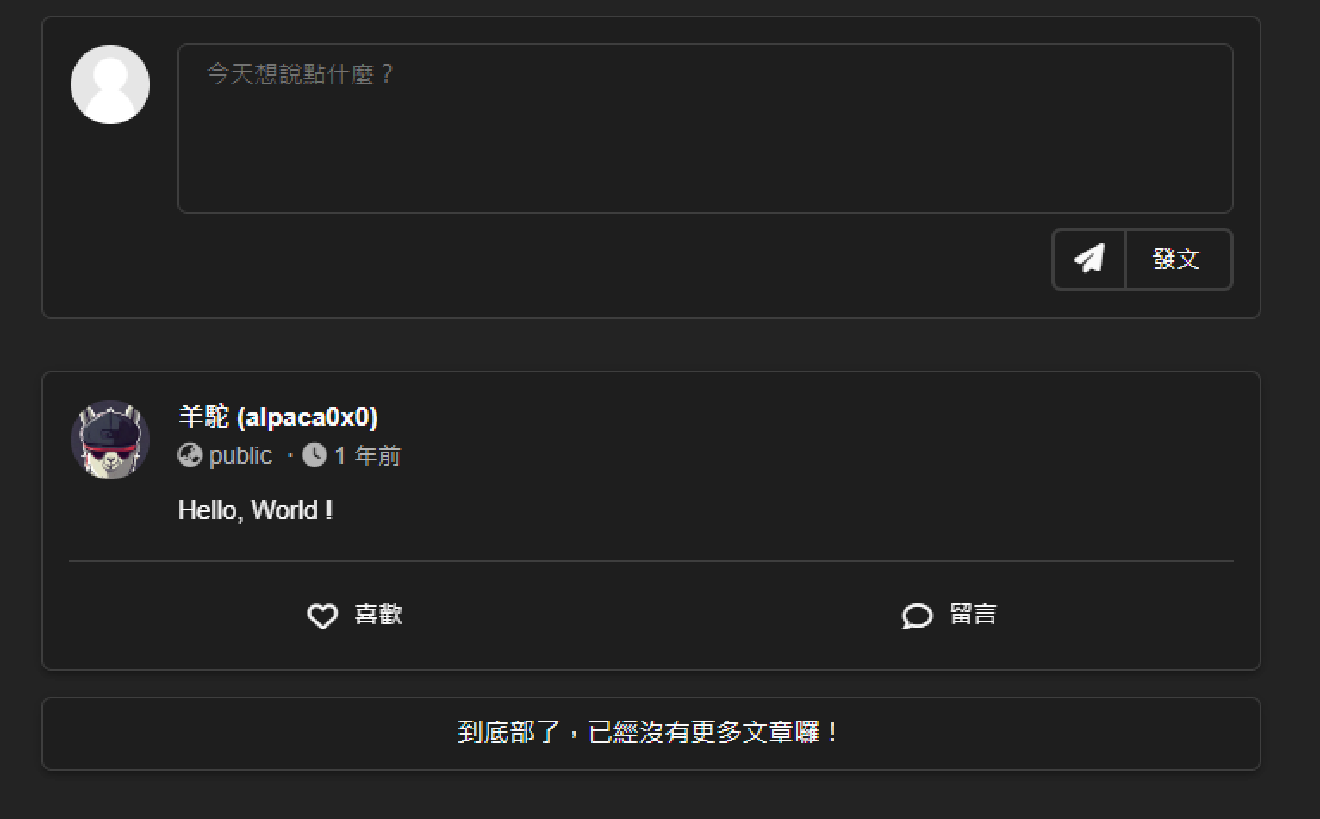 今天想說點什麼？
發文
羊駝 (alpaca0x0)
public · 1 年前
Hello, World !
喜歡
留言
到底部了，已經沒有更多文章囉！